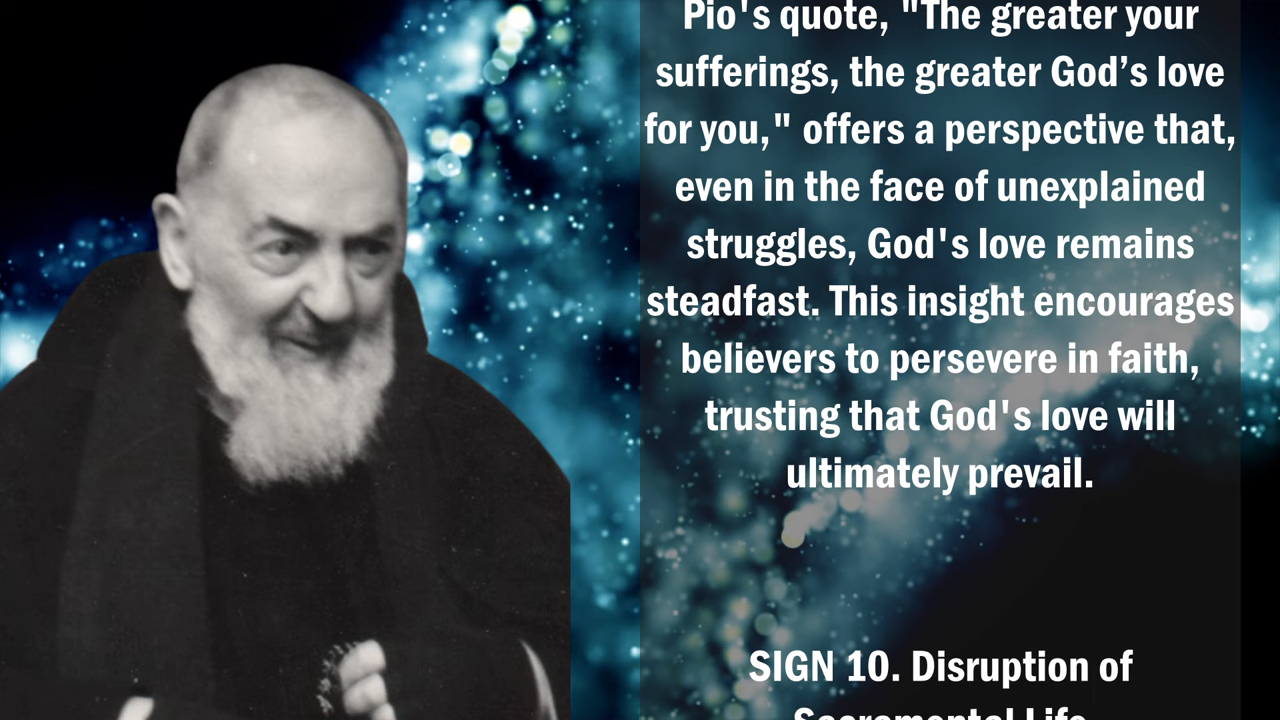 Pio's quote, "The greater your
sufferings, the greater God’s love
for you," offers a perspective that,
even in the face of unexplained
struggles, God's love remains
steadfast. This insight encourages
believers to persevere in faith,
trusting that God's love will
ultimately prevail.
SIGN 10. Disruption of
Sacramental Life